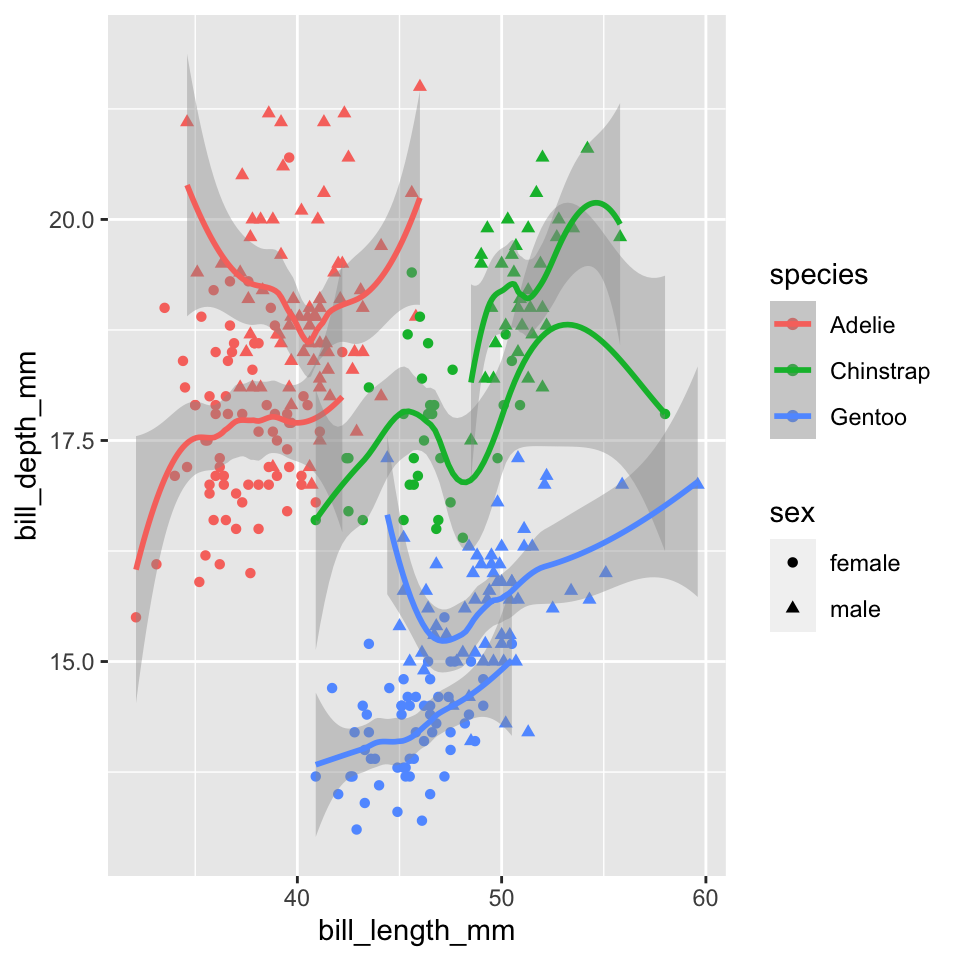 20.0
17.5
15.0
bill_depth_mm
40
50
60
bill_length_mm
species
Adelie
Chinstrap
Gentoo
sex
female
male